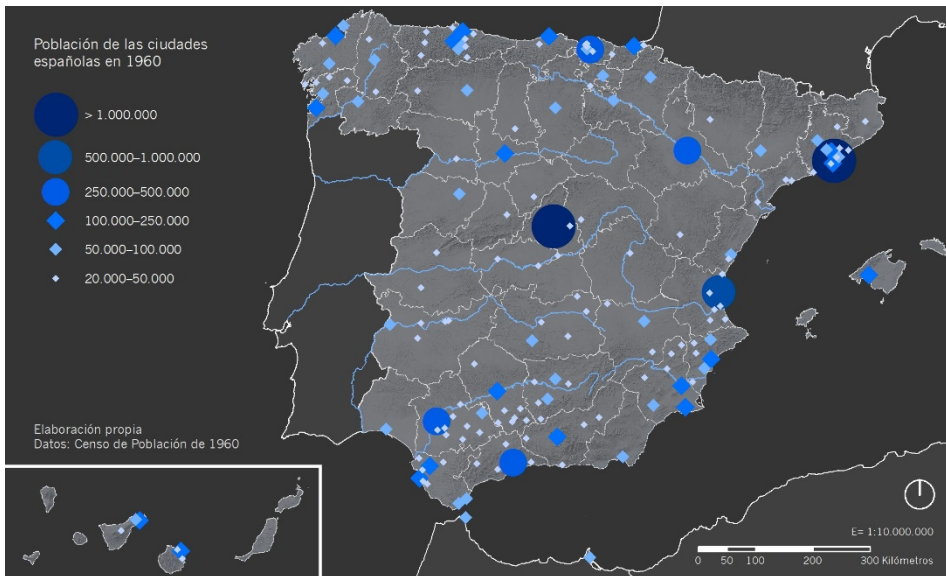 Población de las ciudades
españolas en 1960
> 1.000.000
500.000–1.000.000
250.000–500.000
100.000–250.000
50.000–100.000
20.000–50.000
Elaboración propia
Datos: Censo de Población de 1960
E= 1:10.000.000
0 50 100 200 300 Kilómetros